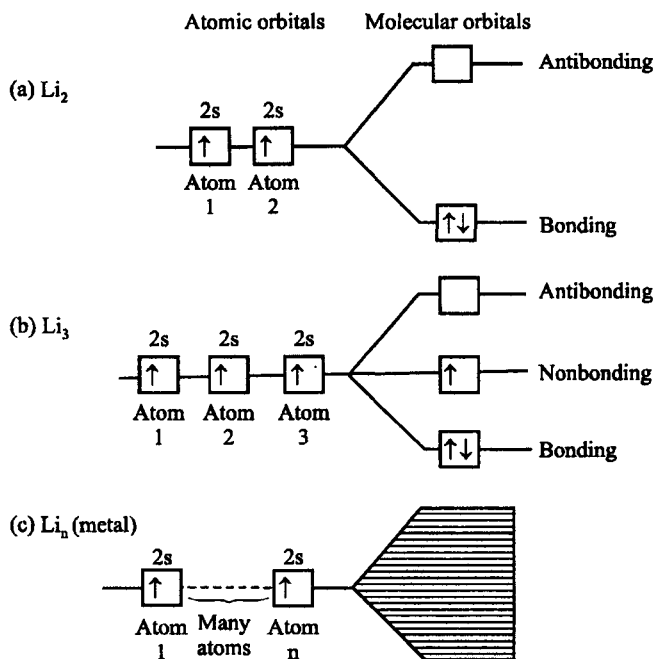 Atomic orbitals Molecular orbitals
Antibonding
(a) Li₂
2s 2s
↑ ↑
Atom Atom
1 2
↑↓ Bonding
Antibonding
(b) Li₃
2s 2s 2s
↑ ↑ ↑ ↑ Nonbonding
Atom Atom Atom
1 2 3
↑↓ Bonding
(c) Liₙ (metal)
2s 2s
↑ ↑
Atom Many Atom
1 atoms n